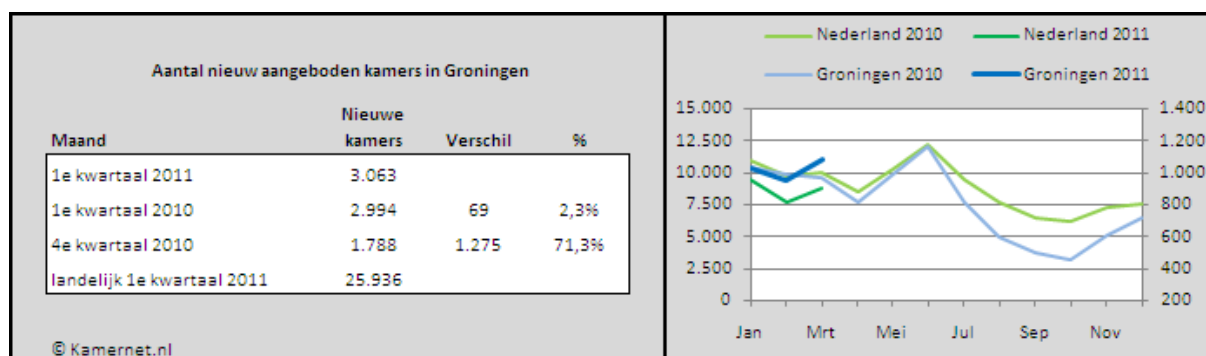 Aantal nieuw aangeboden kamers in Groningen
Nieuwe
Maand kamers Verschil %
1e kwartaal 2011 3.063
1e kwartaal 2010 2.994 69 2,3%
4e kwartaal 2010 1.788 1.275 71,3%
landelijk 1e kwartaal 2011 25.936
© Kamernet.nl
Nederland 2010 Nederland 2011
Groningen 2010 Groningen 2011
15.000 1.400
12.500 1.200
10.000 1.000
7.500 800
5.000 600
2.500 400
0 200
Jan Mrt Mei Jul Sep Nov